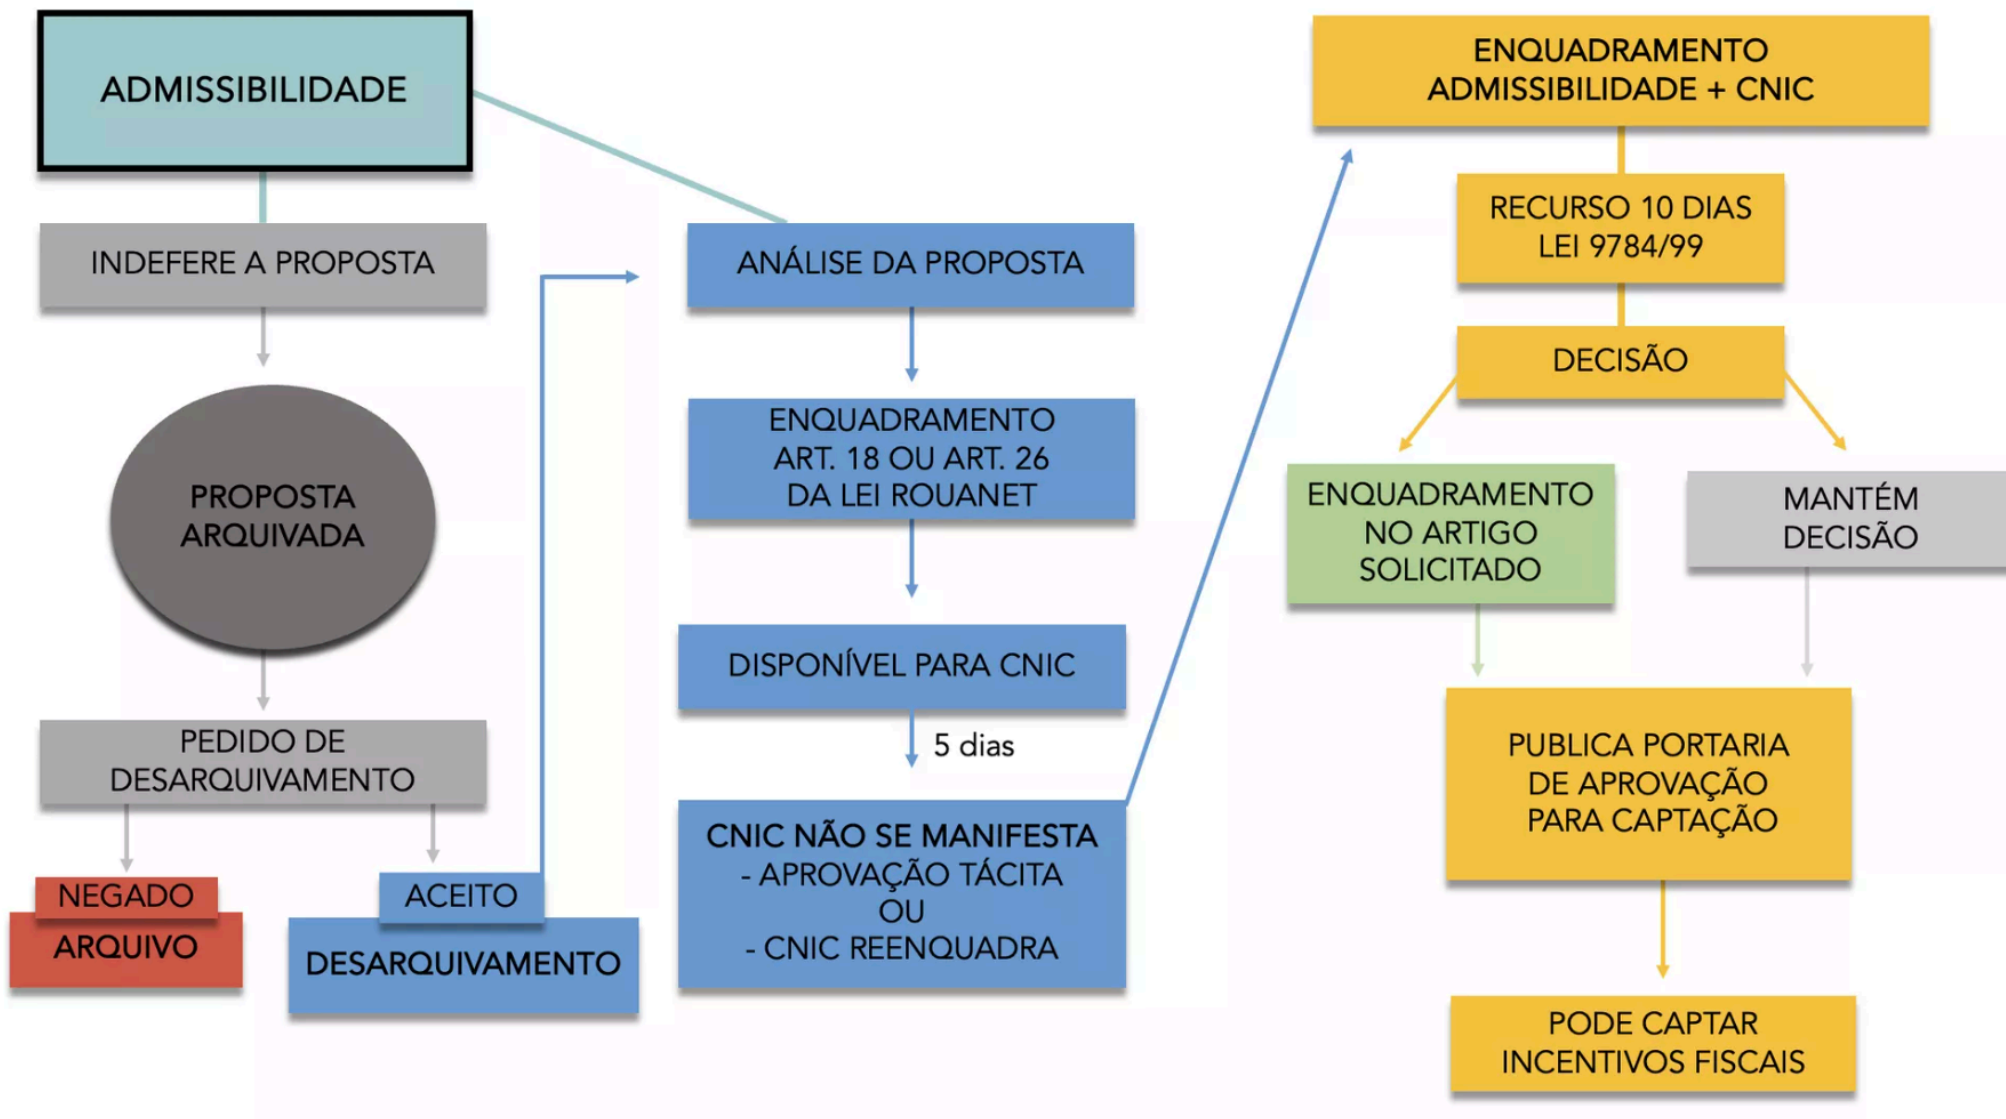 ADMISSIBILIDADE
INDEFERE A PROPOSTA
PROPOSTA
ARQUIVADA
PEDIDO DE
DESARQUIVAMENTO
NEGADO
ARQUIVO
ACEITO
DESARQUIVAMENTO
ANÁLISE DA PROPOSTA
ENQUADRAMENTO
ART. 18 OU ART. 26
DA LEI ROUANET
DISPONÍVEL PARA CNIC
5 dias
CNIC NÃO SE MANIFESTA
- APROVAÇÃO TÁCITA
OU
- CNIC REENQUADRA
ENQUADRAMENTO
ADMISSIBILIDADE + CNIC
RECURSO 10 DIAS
LEI 9784/99
DECISÃO
ENQUADRAMENTO
NO ARTIGO
SOLICITADO
MANTÉM
DECISÃO
PUBLICA PORTARIA
DE APROVAÇÃO
PARA CAPTAÇÃO
PODE CAPTAR
INCENTIVOS FISCAIS